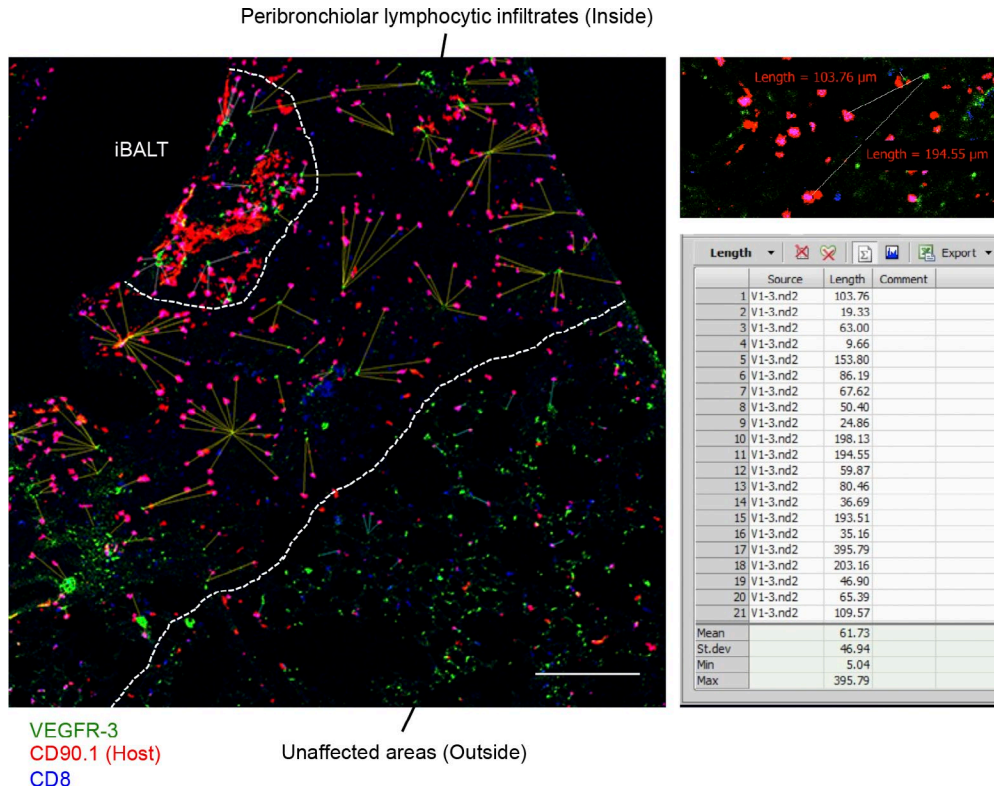 Peribronchiolar lymphocytic infiltrates (Inside)
iBALT
Length = 103.76 µm
Length = 194.55 µm
Length Export
Source Length Comment
1 V1-3.nd2 103.76
2 V1-3.nd2 19.33
3 V1-3.nd2 63.00
4 V1-3.nd2 9.66
5 V1-3.nd2 153.80
6 V1-3.nd2 86.19
7 V1-3.nd2 67.62
8 V1-3.nd2 50.40
9 V1-3.nd2 24.86
10 V1-3.nd2 198.13
11 V1-3.nd2 194.55
12 V1-3.nd2 59.87
13 V1-3.nd2 80.46
14 V1-3.nd2 36.69
15 V1-3.nd2 193.51
16 V1-3.nd2 35.16
17 V1-3.nd2 395.79
18 V1-3.nd2 203.16
19 V1-3.nd2 46.90
20 V1-3.nd2 65.39
21 V1-3.nd2 109.57
Mean 61.73
St.dev 46.94
Min 5.04
Max 395.79
VEGFR-3
CD90.1 (Host)
CD8
Unaffected areas (Outside)